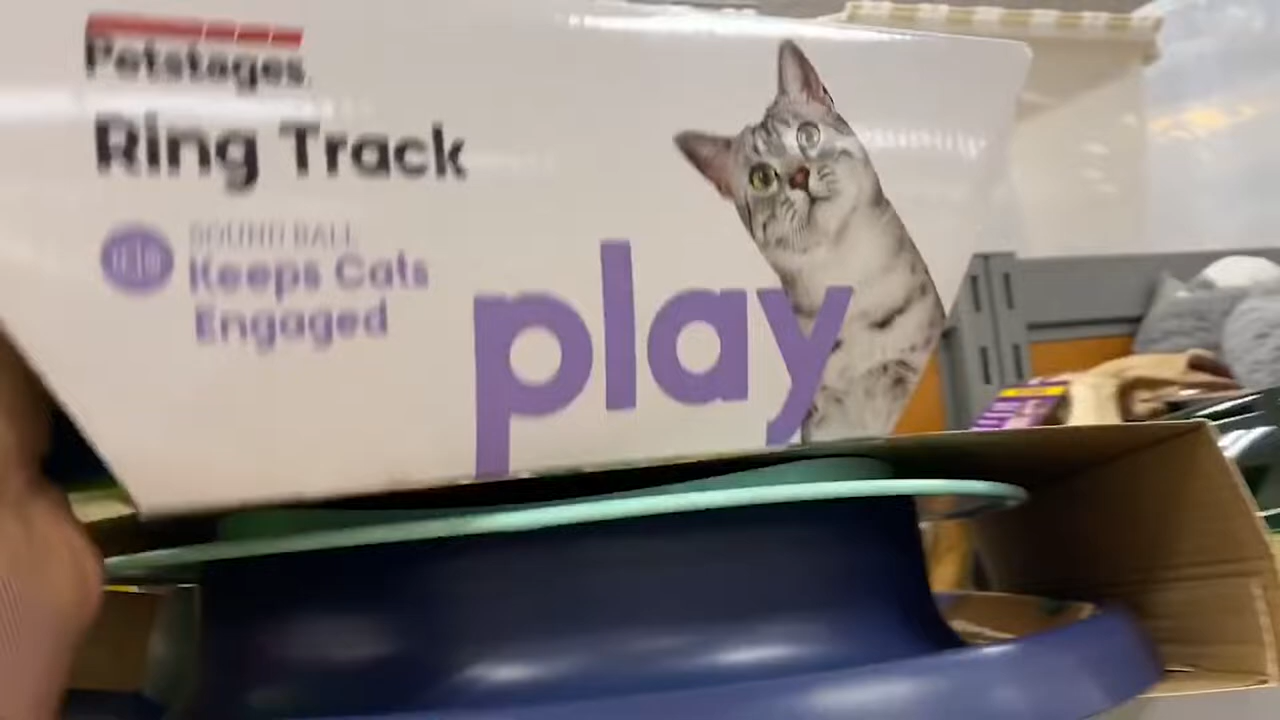 Petstages
Ring Track
SOUND BALL
Keeps Cats
Engaged
play